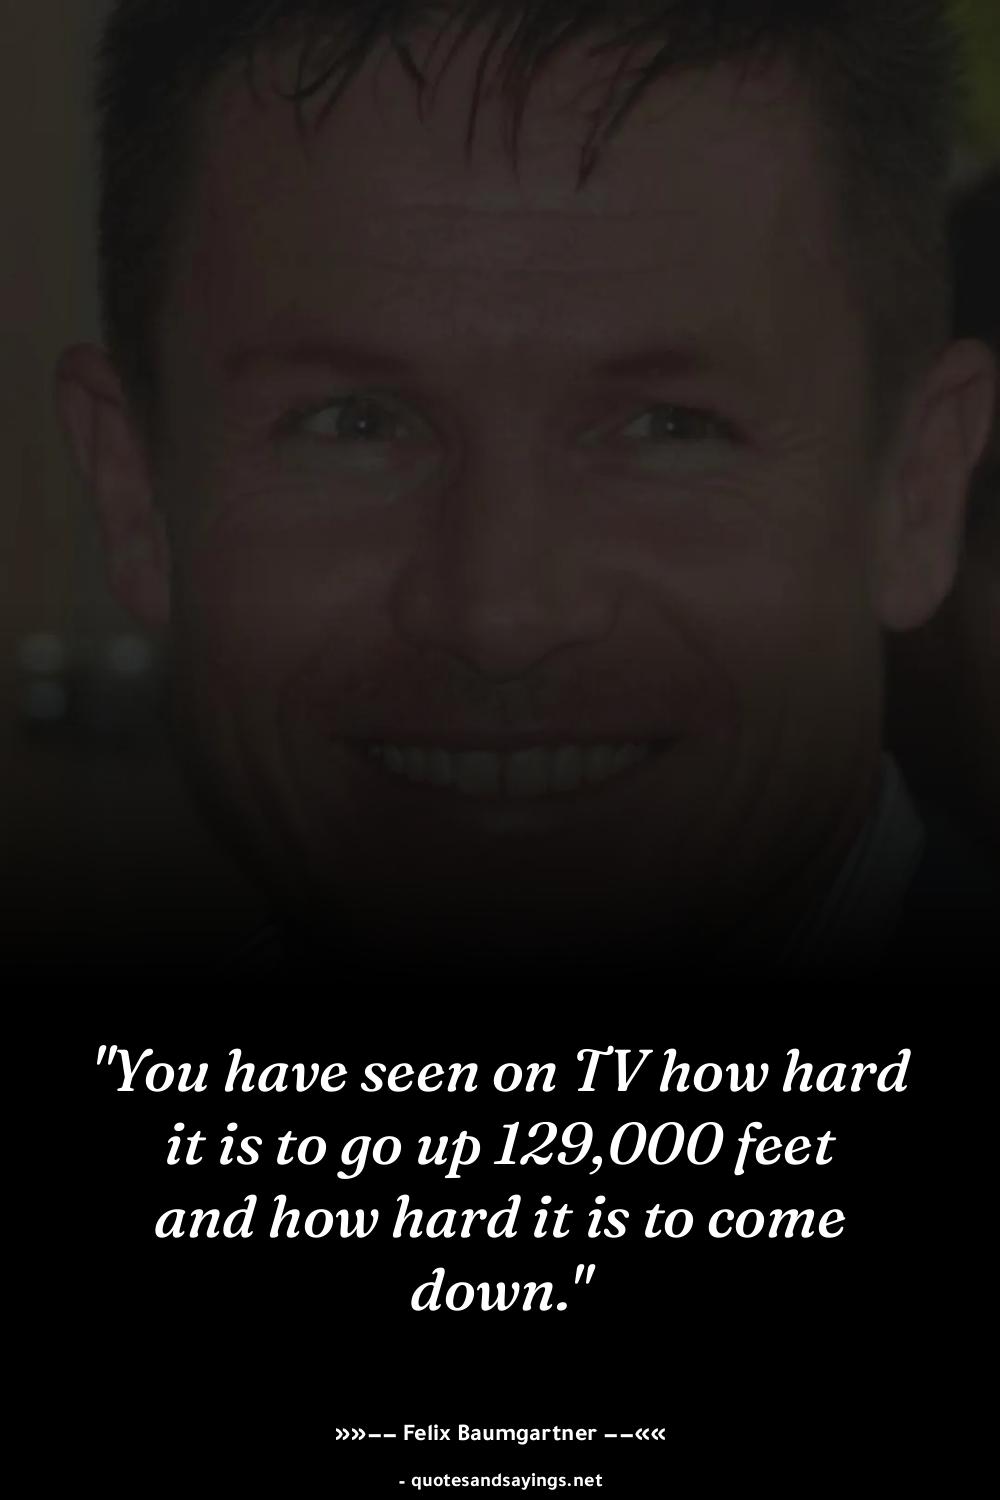 "You have seen on TV how hard
it is to go up 129,000 feet
and how hard it is to come
down."
»»−− Felix Baumgartner −−««
- quotesandsayings.net